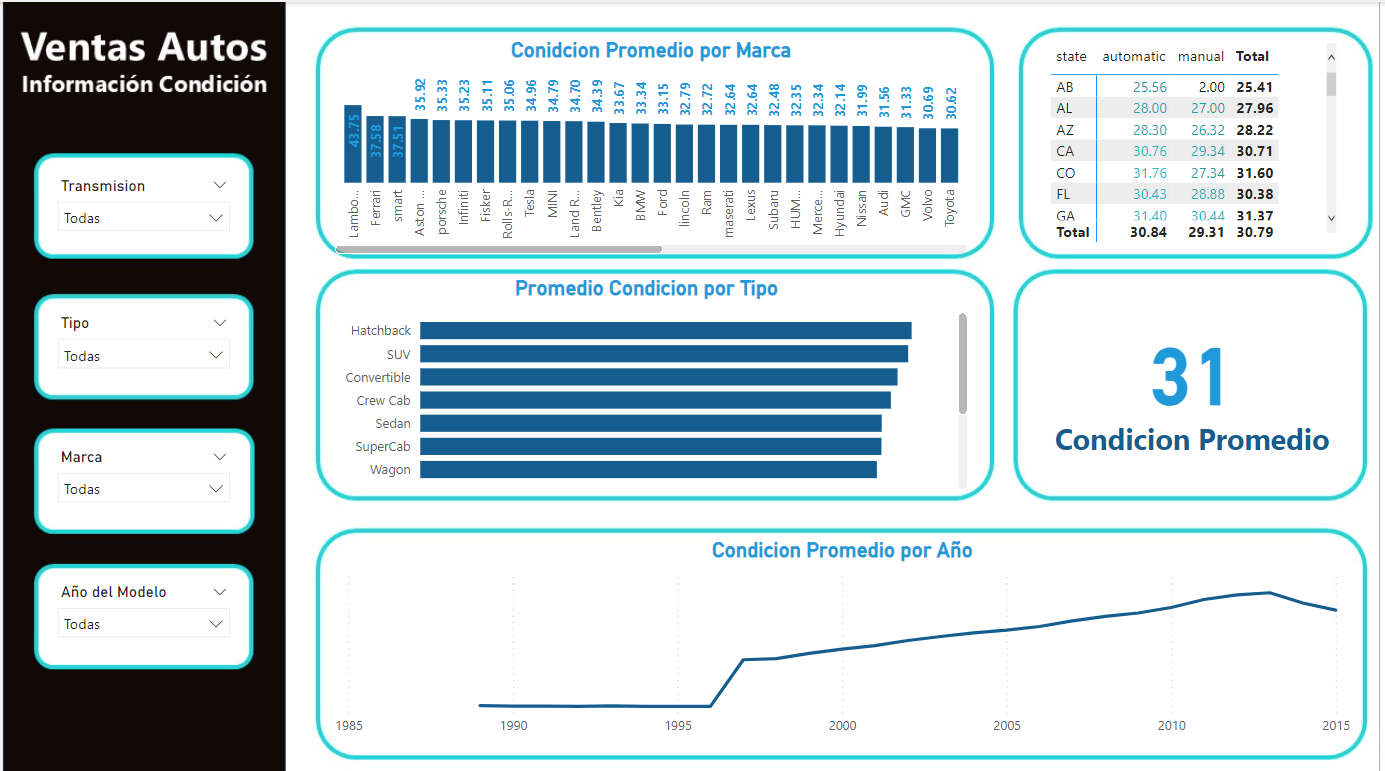 Ventas Autos
Información Condición
Transmision
Todas
Tipo
Todas
Marca
Todas
Año del Modelo
Todas
Conidcion Promedio por Marca
43.75 37.58 37.51 35.92 35.33 35.23 35.11 35.06 34.96 34.79 34.70 34.39 33.67 33.34 33.15 32.79 32.72 32.64 32.64 32.48 32.35 32.34 32.14 31.99 31.56 31.33 30.69 30.62
Lambo... Ferrari smart Aston ... porsche Infiniti Fisker Rolls-R... Tesla MINI Land R... Bentley Kia BMW Ford lincoln Ram maserati Lexus Subaru HUM... Merce... Hyundai Nissan Audi GMC Volvo Toyota
state automatic manual Total
AB 25.56 2.00 25.41
AL 28.00 27.00 27.96
AZ 28.30 26.32 28.22
CA 30.76 29.34 30.71
CO 31.76 27.34 31.60
FL 30.43 28.88 30.38
GA 31.40 30.44 31.37
Total 30.84 29.31 30.79
Promedio Condicion por Tipo
Hatchback
SUV
Convertible
Crew Cab
Sedan
SuperCab
Wagon
31
Condicion Promedio
Condicion Promedio por Año
1985 1990 1995 2000 2005 2010 2015